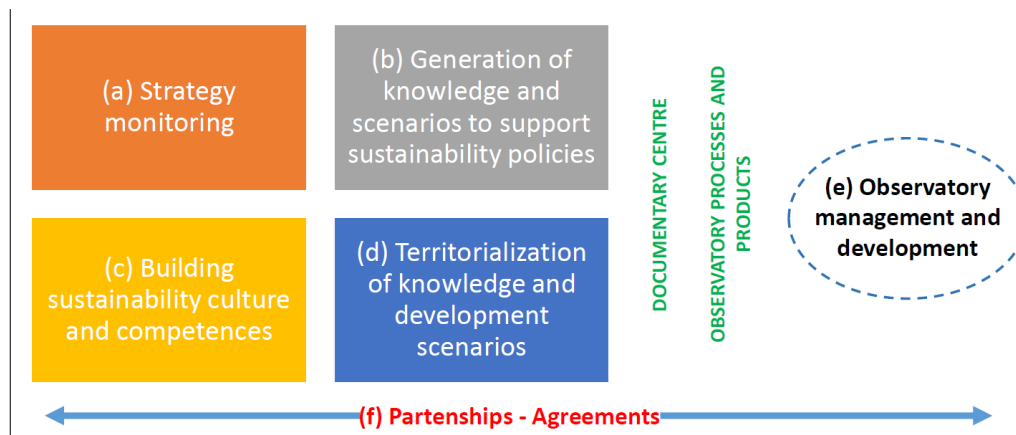 (a) Strategy
monitoring
(b) Generation of
knowledge and
scenarios to support
sustainability policies
(c) Building
sustainability culture
and competences
(d) Territorialization
of knowledge and
development
scenarios
DOCUMENTARY CENTRE
OBSERVATORY PROCESSES AND
PRODUCTS
(e) Observatory
management and
development
(f) Partenships - Agreements